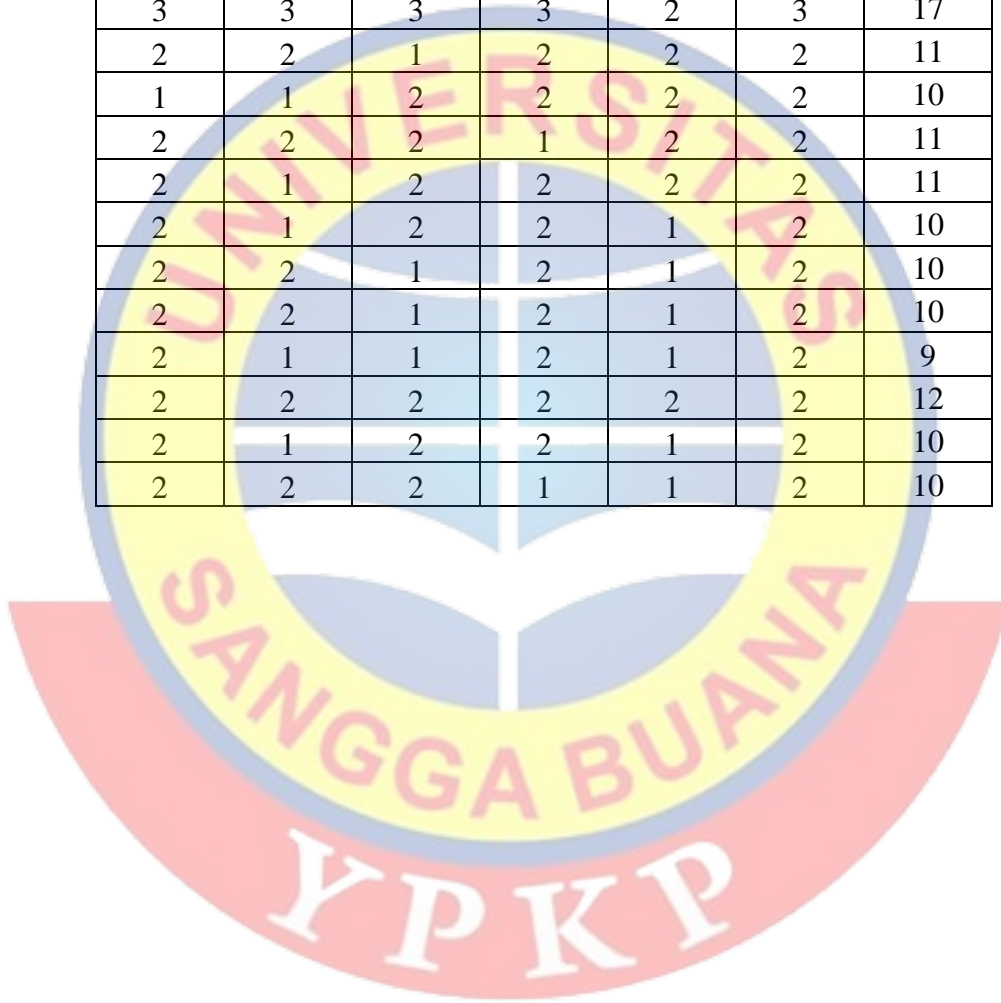 3 3 3 3 2 3 17
2 2 1 2 2 2 11
1 1 2 2 2 2 10
2 2 2 1 2 2 11
2 1 2 2 2 2 11
2 1 2 2 1 2 10
2 2 1 2 1 2 10
2 2 1 2 1 2 10
2 1 1 2 1 2 9
2 2 2 2 2 2 12
2 1 2 2 1 2 10
2 2 2 1 1 2 10
UNIVERSITAS
SANGGA BUANA
YPKP